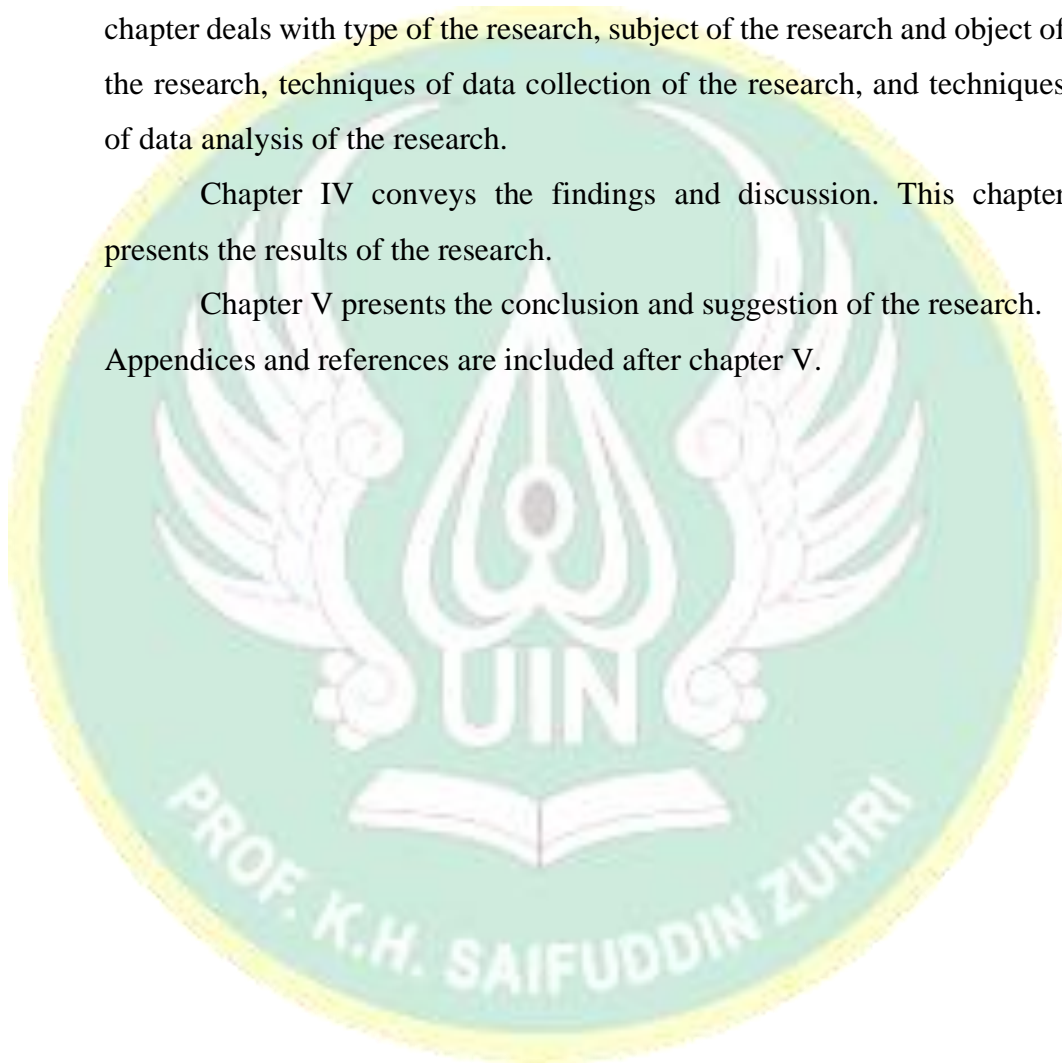 chapter deals with type of the research, subject of the research and object of
the research, techniques of data collection of the research, and techniques
of data analysis of the research.
Chapter IV conveys the findings and discussion. This chapter
presents the results of the research.
Chapter V presents the conclusion and suggestion of the research.
Appendices and references are included after chapter V.
UIN
PROF. K.H. SAIFUDDIN ZUHRI